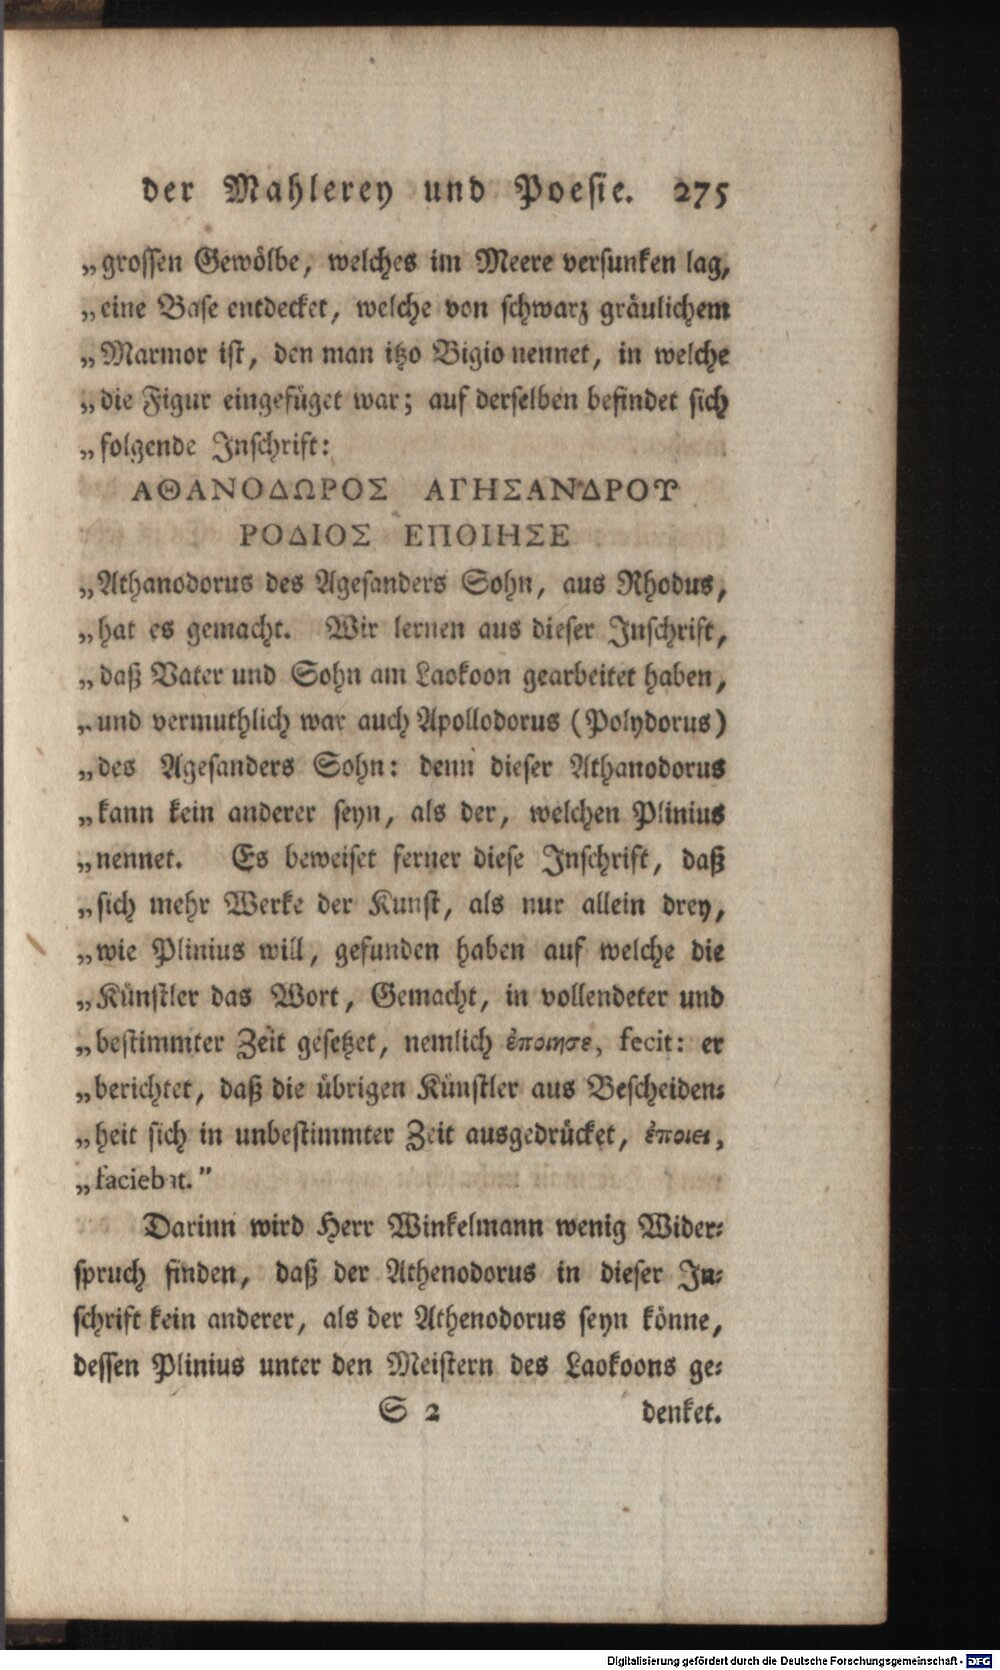 der Mahlerey und Poesie. 275
„grossen Gewölbe, welches im Meere versunken lag,
„eine Base entdecket, welche von schwarz gräulichem
„Marmor ist, den man itzo Bigio nennet, in welche
„die Figur eingefüget war; auf derselben befindet sich
„folgende Inschrift:
ΑΘΑΝΟΔΩΡΟΣ ΑΓΗΣΑΝΔΡΟΥ
ΡΟΔΙΟΣ ΕΠΟΙΗΣΕ
„Athanodorus des Agesanders Sohn, aus Rhodus,
„hat es gemacht. Wir lernen aus dieser Inschrift,
„daß Vater und Sohn am Laokoon gearbeitet haben,
„und vermuthlich war auch Apollodorus (Polydorus)
„des Agesanders Sohn: denn dieser Athanodorus
„kann kein anderer seyn, als der, welchen Plinius
„nennet. Es beweiset ferner diese Inschrift, daß
„sich mehr Werke der Kunst, als nur allein drey,
„wie Plinius will, gefunden haben auf welche die
„Künstler das Wort, Gemacht, in vollendeter und
„bestimmter Zeit gesetzet, nemlich ἐποιησε, fecit: er
„berichtet, daß die übrigen Künstler aus Bescheiden-
„heit sich in unbestimmter Zeit ausgedrücket, ἐποιει,
„faciebat.”
Darinn wird Herr Winkelmann wenig Wider-
spruch finden, daß der Athenodorus in dieser In-
schrift kein anderer, als der Athenodorus seyn könne,
dessen Plinius unter den Meistern des Laokoons ge-
S 2 denket.
Digitalisierung gefördert durch die Deutsche Forschungsgemeinschaft - DFG